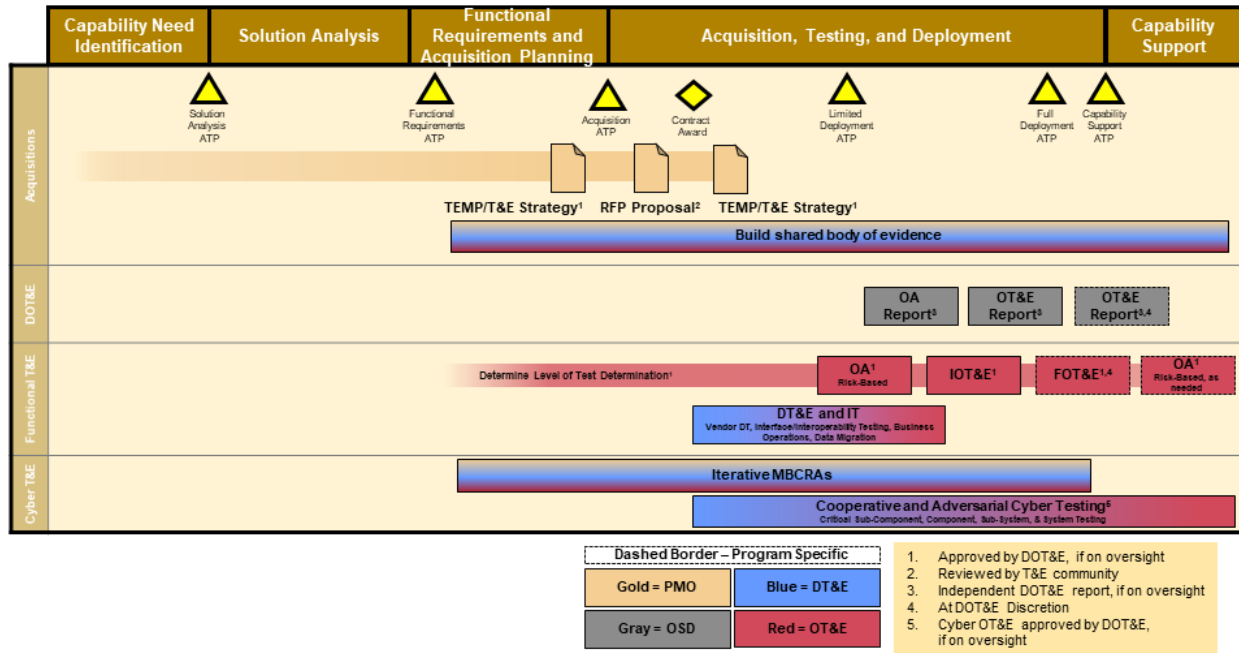 Capability Need
Identification
Solution Analysis
Functional
Requirements and
Acquisition Planning
Acquisition, Testing, and Deployment
Capability
Support
Acquisitions
Solution
Analysis
ATP
Functional
Requirements
ATP
Acquisition
ATP
Contract
Award
Limited
Deployment
ATP
Full
Deployment
ATP
Capability
Support
ATP
TEMP/T&E Strategy¹
RFP Proposal²
TEMP/T&E Strategy¹
Build shared body of evidence
DOT&E
OA
Report³
OT&E
Report³
OT&E
Report³,⁴
Functional T&E
Determine Level of Test Determination¹
OA¹
Risk-Based
IOT&E¹
FOT&E¹,⁴
OA¹
Risk-Based, as
needed
DT&E and IT
Vendor DT, Interface/Interoperability Testing, Business
Operations, Data Migration
Cyber T&E
Iterative MBCRAs
Cooperative and Adversarial Cyber Testing⁵
Critical Sub-Component, Component, Sub-System, & System Testing
Dashed Border – Program Specific
Gold = PMO
Blue = DT&E
Gray = OSD
Red = OT&E
1. Approved by DOT&E, if on oversight
2. Reviewed by T&E community
3. Independent DOT&E report, if on oversight
4. At DOT&E Discretion
5. Cyber OT&E approved by DOT&E,
if on oversight